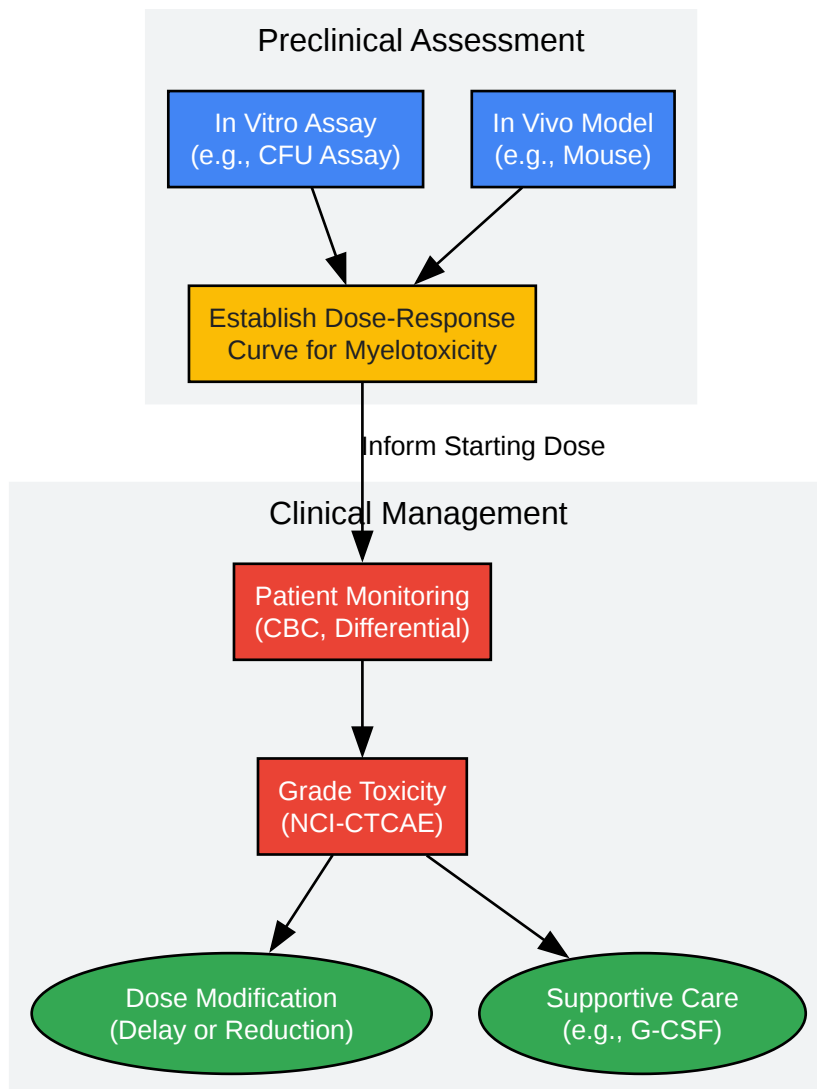 Preclinical Assessment
In Vitro Assay
(e.g., CFU Assay)
In Vivo Model
(e.g., Mouse)
Establish Dose-Response
Curve for Myelotoxicity
Inform Starting Dose
Clinical Management
Patient Monitoring
(CBC, Differential)
Grade Toxicity
(NCI-CTCAE)
Dose Modification
(Delay or Reduction)
Supportive Care
(e.g., G-CSF)